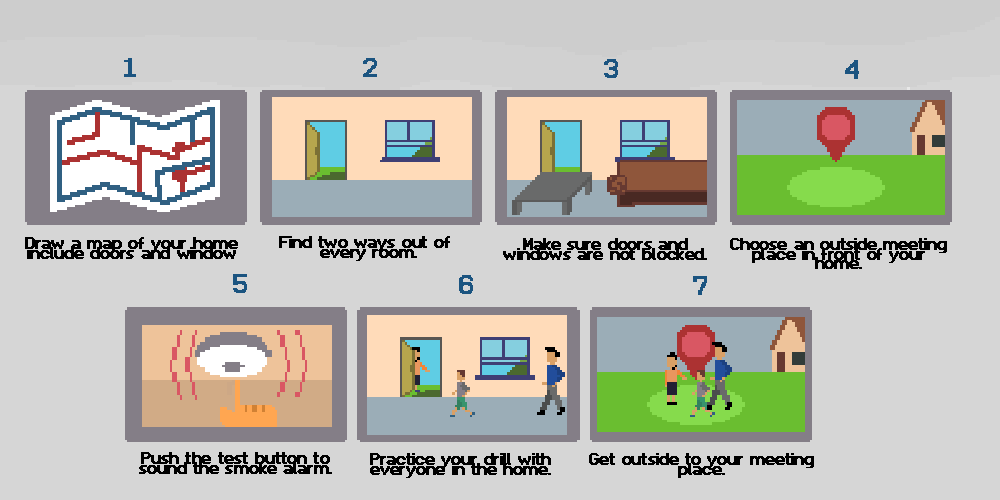 1
2
3
4
Draw a map of your home
include doors and window
Find two ways out of
every room.
Make sure doors and
windows are not blocked.
Choose an outside meeting
place in front of your
home.
5
6
7
Push the test button to
sound the smoke alarm.
Practice your drill with
everyone in the home.
Get outside to your meeting
place.